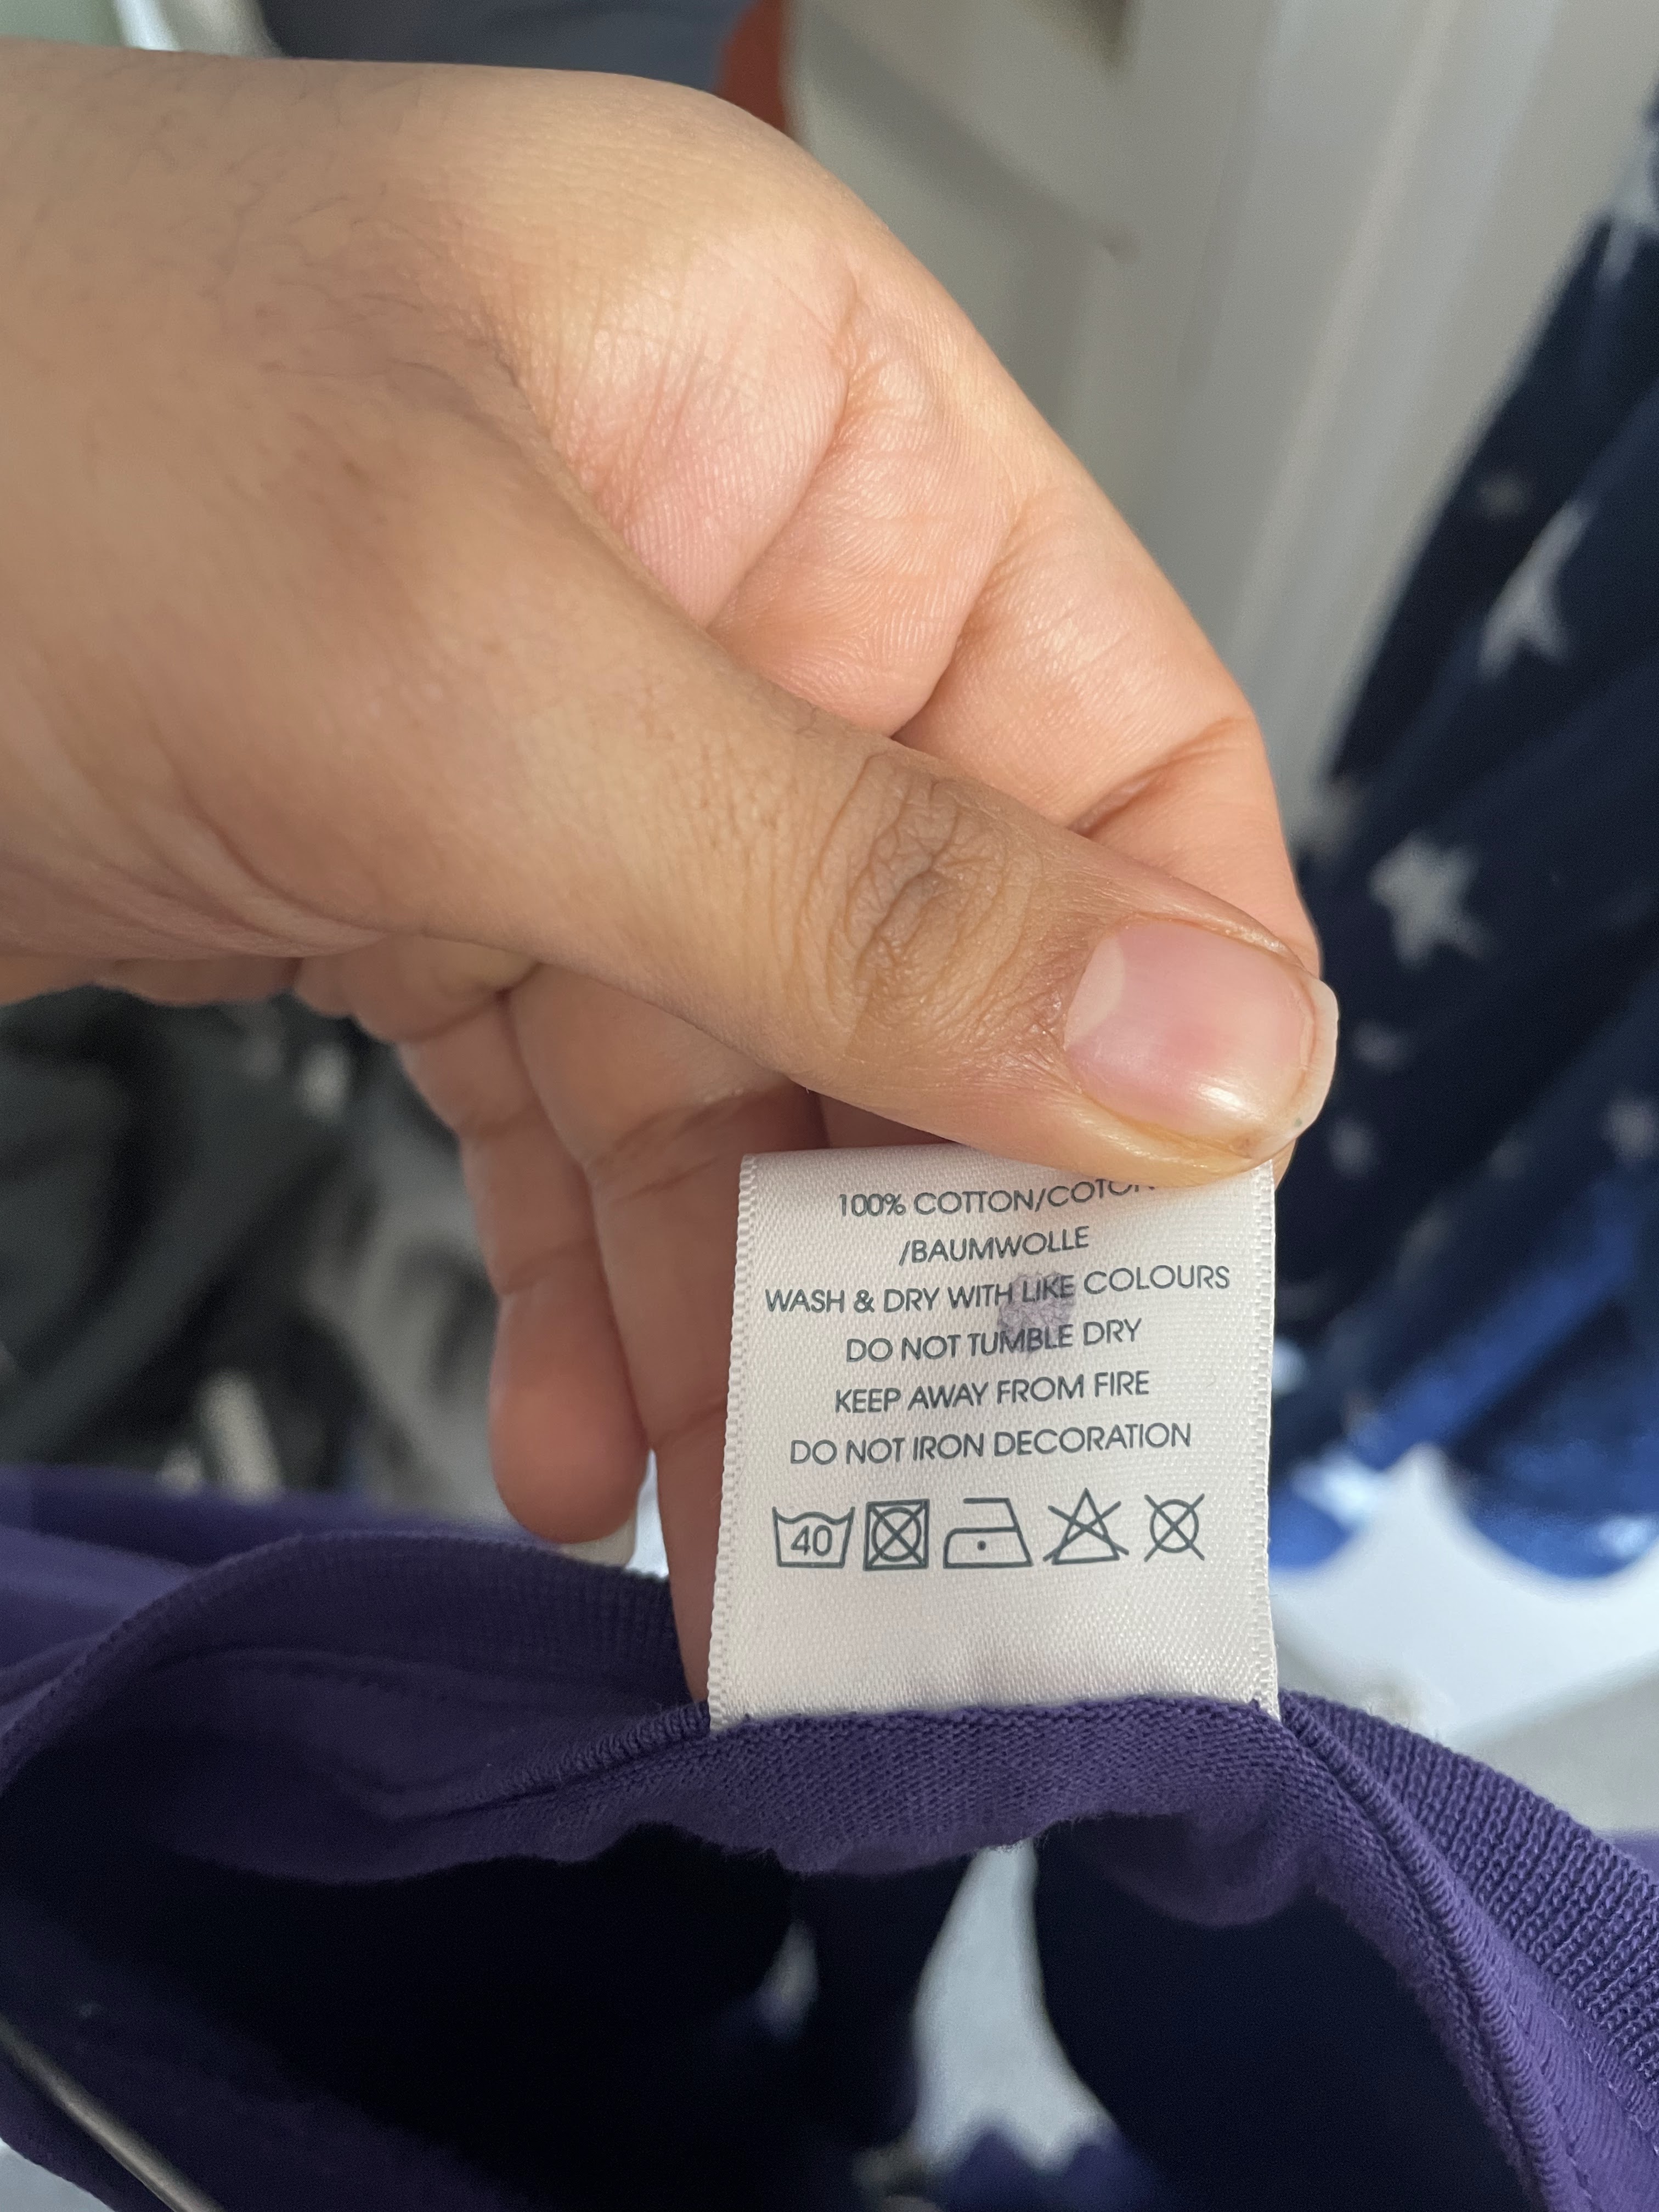 100% COTTON/COTON
/BAUMWOLLE
WASH & DRY WITH LIKE COLOURS
DO NOT TUMBLE DRY
KEEP AWAY FROM FIRE
DO NOT IRON DECORATION
40